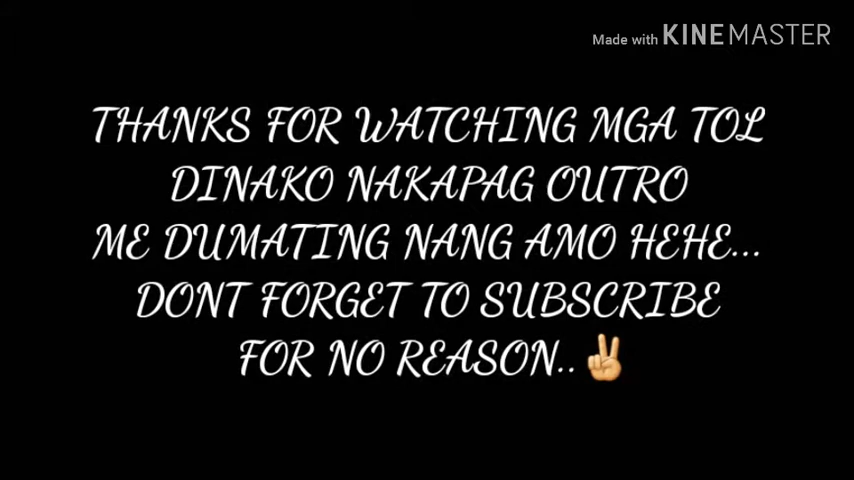 Made with KINEMASTER
THANKS FOR WATCHING MGA TOL
DINAKO NAKAPAG OUTRO
ME DUMATING NANG AMO HEHE...
DONT FORGET TO SUBSCRIBE
FOR NO REASON..✌